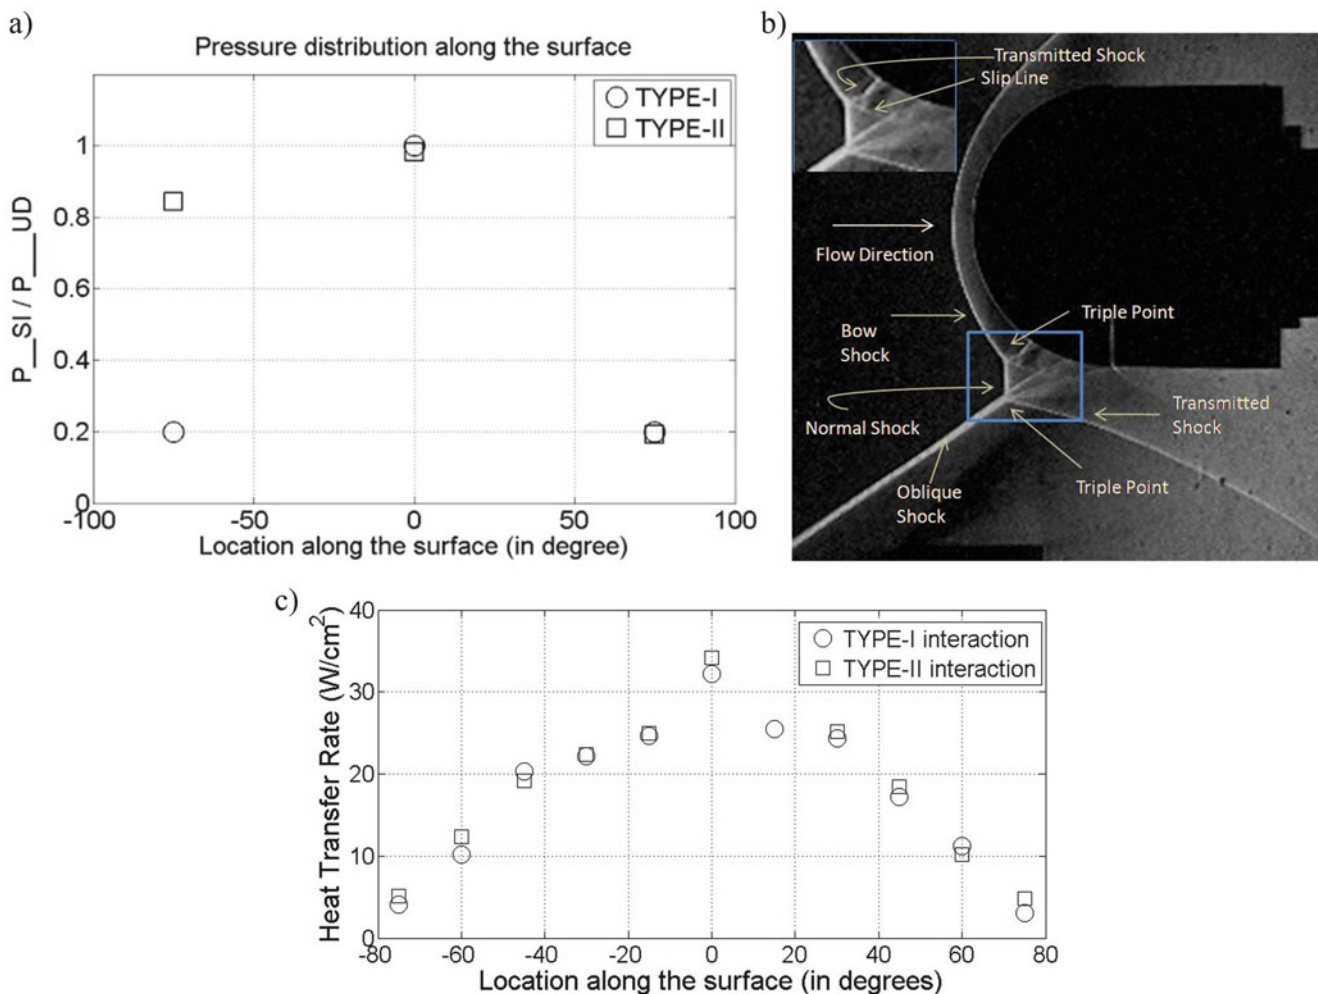 a)
Pressure distribution along the surface
TYPE-I
TYPE-II
1
0.8
0.6
0.4
0.2
0
P__SI / P___UD
-100
-50
0
50
100
Location along the surface (in degree)
b)
Transmitted Shock
Slip Line
Flow Direction
Bow
Shock
Triple Point
Normal Shock
Transmitted
Shock
Oblique
Shock
Triple Point
c)
40
30
20
10
0
Heat Transfer Rate (W/cm²)
TYPE-I interaction
TYPE-II interaction
-80
-60
-40
-20
0
20
40
60
80
Location along the surface (in degrees)